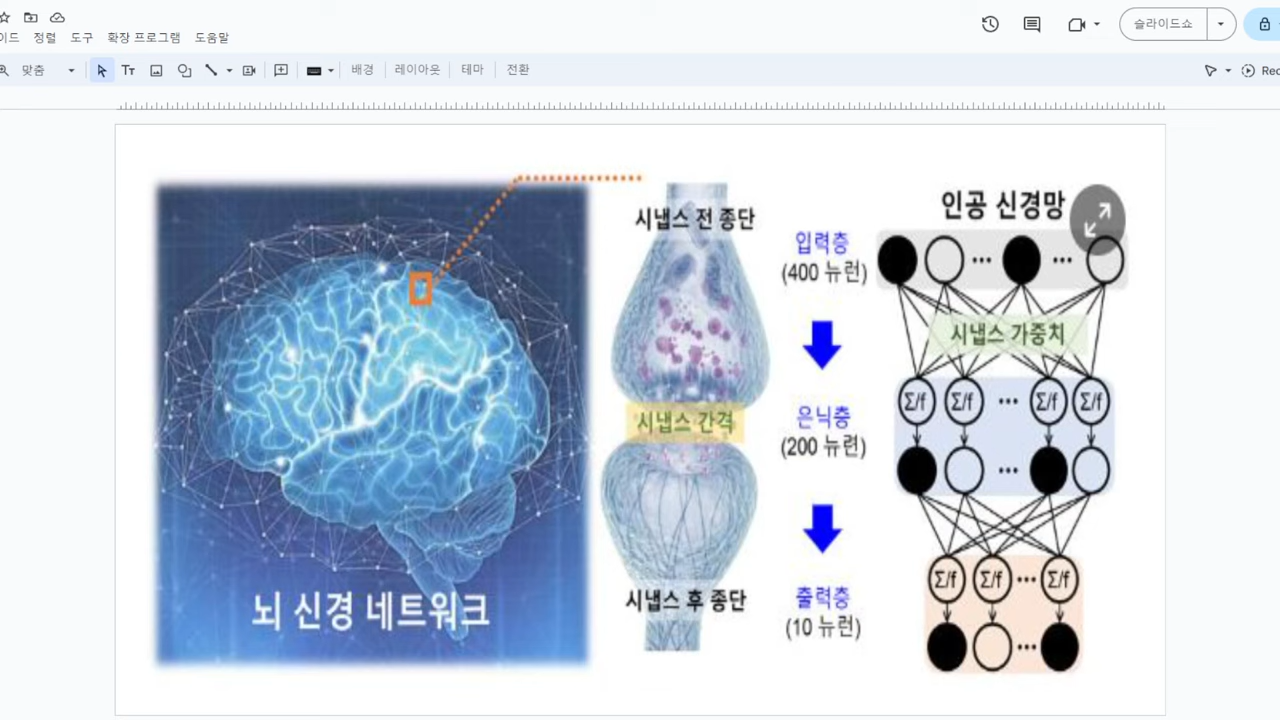 이드 정렬 도구 확장 프로그램 도움말
슬라이드쇼
맞춤
Tт
배경 레이아웃 테마 전환
Rec
뇌 신경 네트워크
시냅스 전 종단
시냅스 간격
시냅스 후 종단
입력층
(400 뉴런)
은닉층
(200 뉴런)
출력층
(10 뉴런)
인공 신경망
... ...
시냅스 가중치
Σ/f Σ/f ... Σ/f Σ/f
...
Σ/f Σ/f ... Σ/f
...